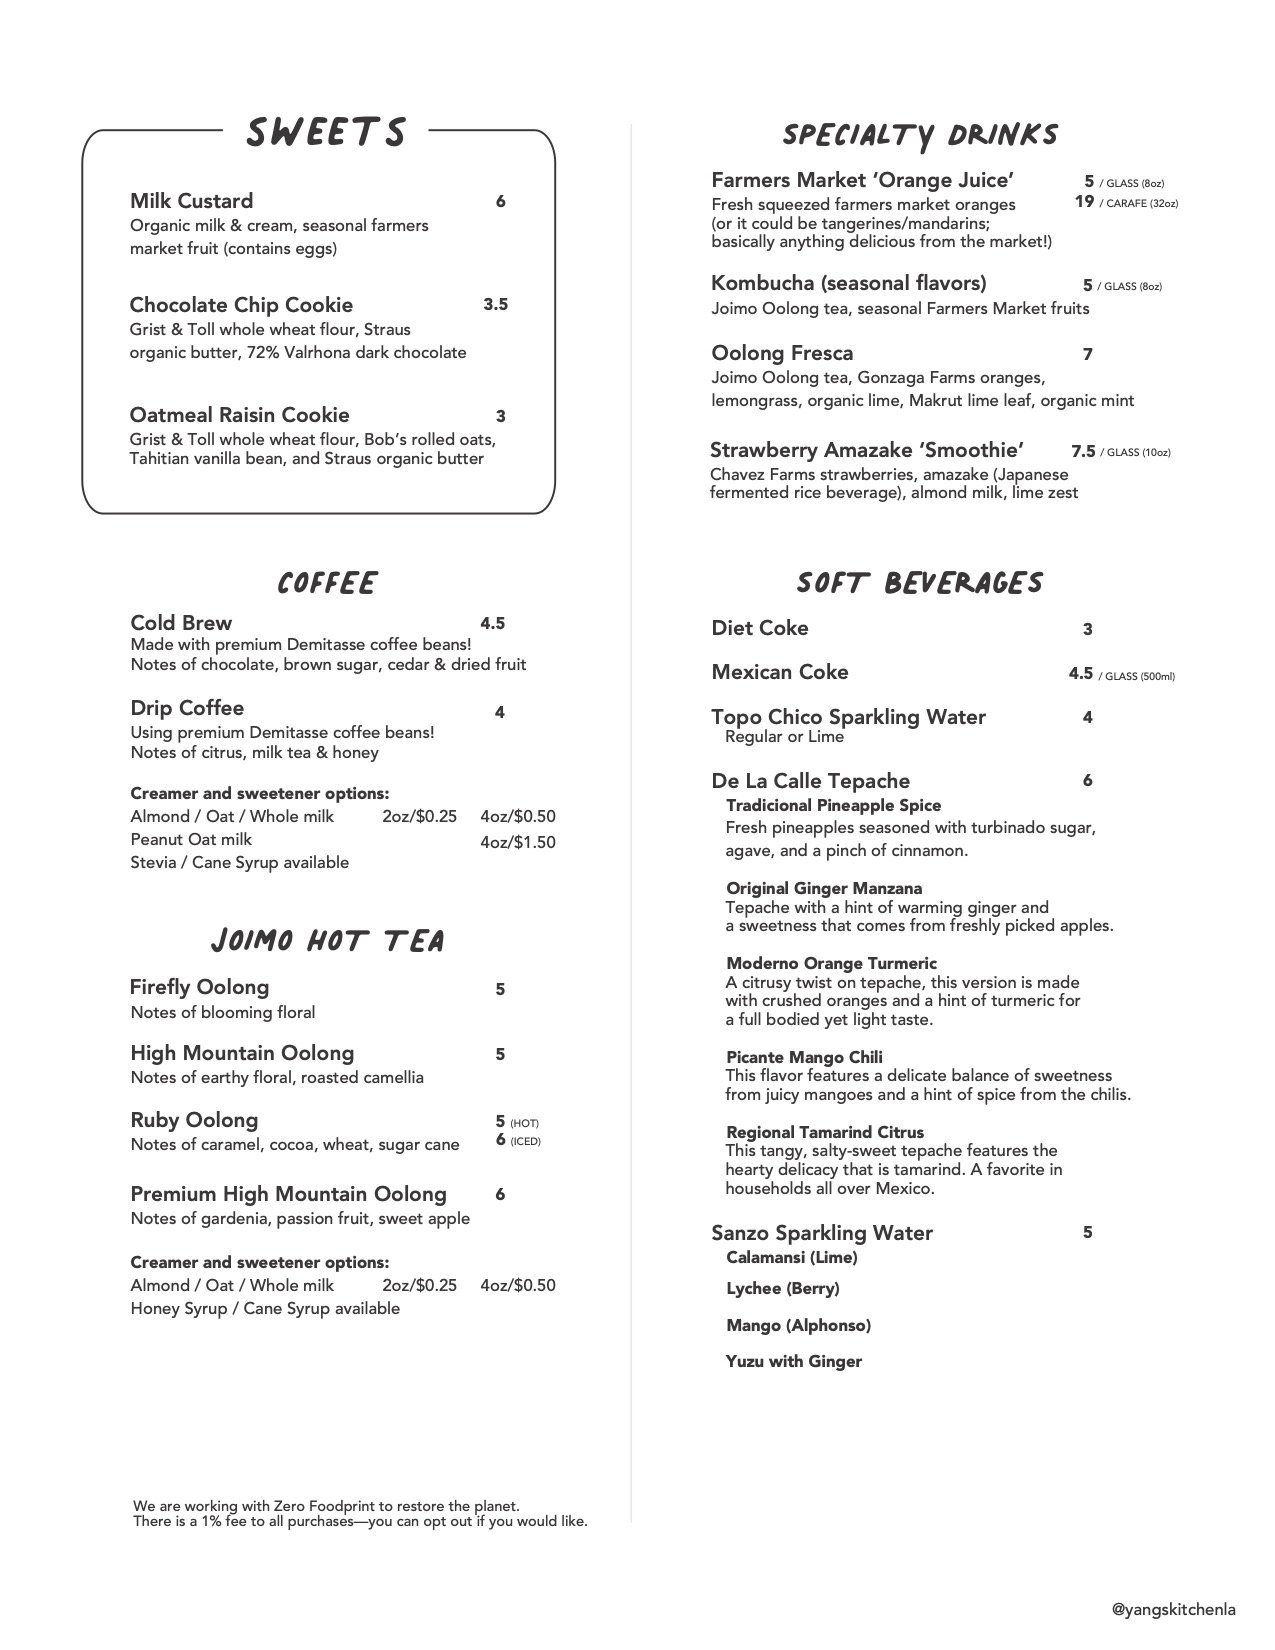 SWEETS
Milk Custard 6
Organic milk & cream, seasonal farmers
market fruit (contains eggs)
Chocolate Chip Cookie 3.5
Grist & Toll whole wheat flour, Straus
organic butter, 72% Valrhona dark chocolate
Oatmeal Raisin Cookie 3
Grist & Toll whole wheat flour, Bob’s rolled oats,
Tahitian vanilla bean, and Straus organic butter
COFFEE
Cold Brew 4.5
Made with premium Demitasse coffee beans!
Notes of chocolate, brown sugar, cedar & dried fruit
Drip Coffee 4
Using premium Demitasse coffee beans!
Notes of citrus, milk tea & honey
Creamer and sweetener options:
Almond / Oat / Whole milk 2oz/$0.25 4oz/$0.50
Peanut Oat milk 4oz/$1.50
Stevia / Cane Syrup available
JOIMO HOT TEA
Firefly Oolong 5
Notes of blooming floral
High Mountain Oolong 5
Notes of earthy floral, roasted camellia
Ruby Oolong 5 (HOT)
Notes of caramel, cocoa, wheat, sugar cane 6 (ICED)
Premium High Mountain Oolong 6
Notes of gardenia, passion fruit, sweet apple
Creamer and sweetener options:
Almond / Oat / Whole milk 2oz/$0.25 4oz/$0.50
Honey Syrup / Cane Syrup available
We are working with Zero Foodprint to restore the planet.
There is a 1% fee to all purchases—you can opt out if you would like.
SPECIALTY DRINKS
Farmers Market ‘Orange Juice’ 5 / GLASS (8oz)
Fresh squeezed farmers market oranges 19 / CARAFE (32oz)
(or it could be tangerines/mandarins;
basically anything delicious from the market!)
Kombucha (seasonal flavors) 5 / GLASS (8oz)
Joimo Oolong tea, seasonal Farmers Market fruits
Oolong Fresca 7
Joimo Oolong tea, Gonzaga Farms oranges,
lemongrass, organic lime, Makrut lime leaf, organic mint
Strawberry Amazake ‘Smoothie’ 7.5 / GLASS (10oz)
Chavez Farms strawberries, amazake (Japanese
fermented rice beverage), almond milk, lime zest
SOFT BEVERAGES
Diet Coke 3
Mexican Coke 4.5 / GLASS (500ml)
Topo Chico Sparkling Water 4
Regular or Lime
De La Calle Tepache 6
Tradicional Pineapple Spice
Fresh pineapples seasoned with turbinado sugar,
agave, and a pinch of cinnamon.
Original Ginger Manzana
Tepache with a hint of warming ginger and
a sweetness that comes from freshly picked apples.
Moderno Orange Turmeric
A citrusy twist on tepache, this version is made
with crushed oranges and a hint of turmeric for
a full bodied yet light taste.
Picante Mango Chili
This flavor features a delicate balance of sweetness
from juicy mangoes and a hint of spice from the chilis.
Regional Tamarind Citrus
This tangy, salty-sweet tepache features the
hearty delicacy that is tamarind. A favorite in
households all over Mexico.
Sanzo Sparkling Water 5
Calamansi (Lime)
Lychee (Berry)
Mango (Alphonso)
Yuzu with Ginger
@yangskitchenla